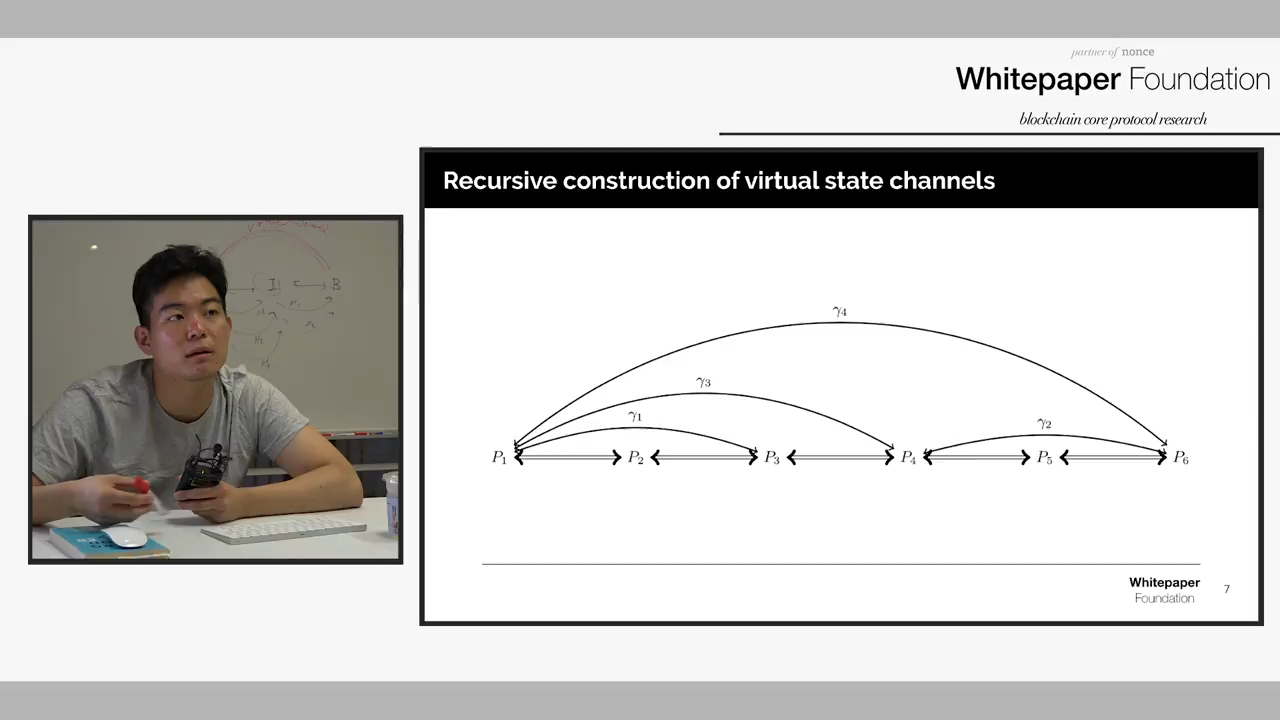 partner of nonce
Whitepaper Foundation
blockchain core protocol research
Recursive construction of virtual state channels
γ4
γ3
γ1
γ2
P1 P2 P3 P4 P5 P6
Whitepaper
Foundation
7
I B